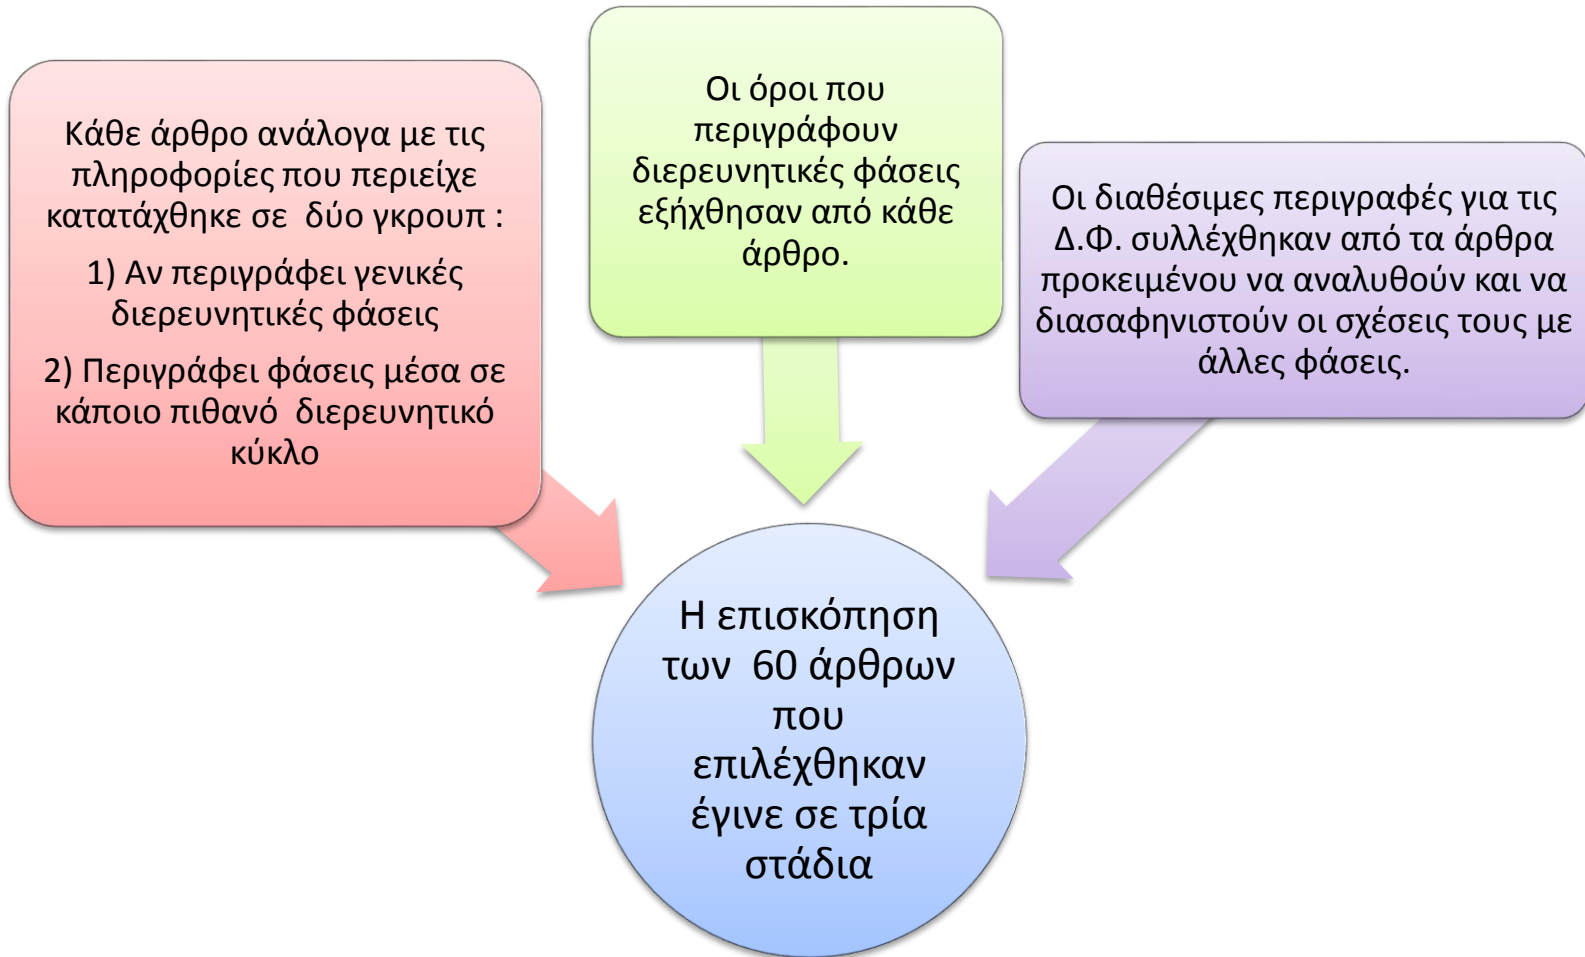 Κάθε άρθρο ανάλογα με τις
πληροφορίες που περιείχε
κατατάχθηκε σε δύο γκρουπ :
1) Αν περιγράφει γενικές
διερευνητικές φάσεις
2) Περιγράφει φάσεις μέσα σε
κάποιο πιθανό διερευνητικό
κύκλο
Οι όροι που
περιγράφουν
διερευνητικές φάσεις
εξήχθησαν από κάθε
άρθρο.
Οι διαθέσιμες περιγραφές για τις
Δ.Φ. συλλέχθηκαν από τα άρθρα
προκειμένου να αναλυθούν και να
διασαφηνιστούν οι σχέσεις τους με
άλλες φάσεις.
Η επισκόπηση
των 60 άρθρων
που
επιλέχθηκαν
έγινε σε τρία
στάδια